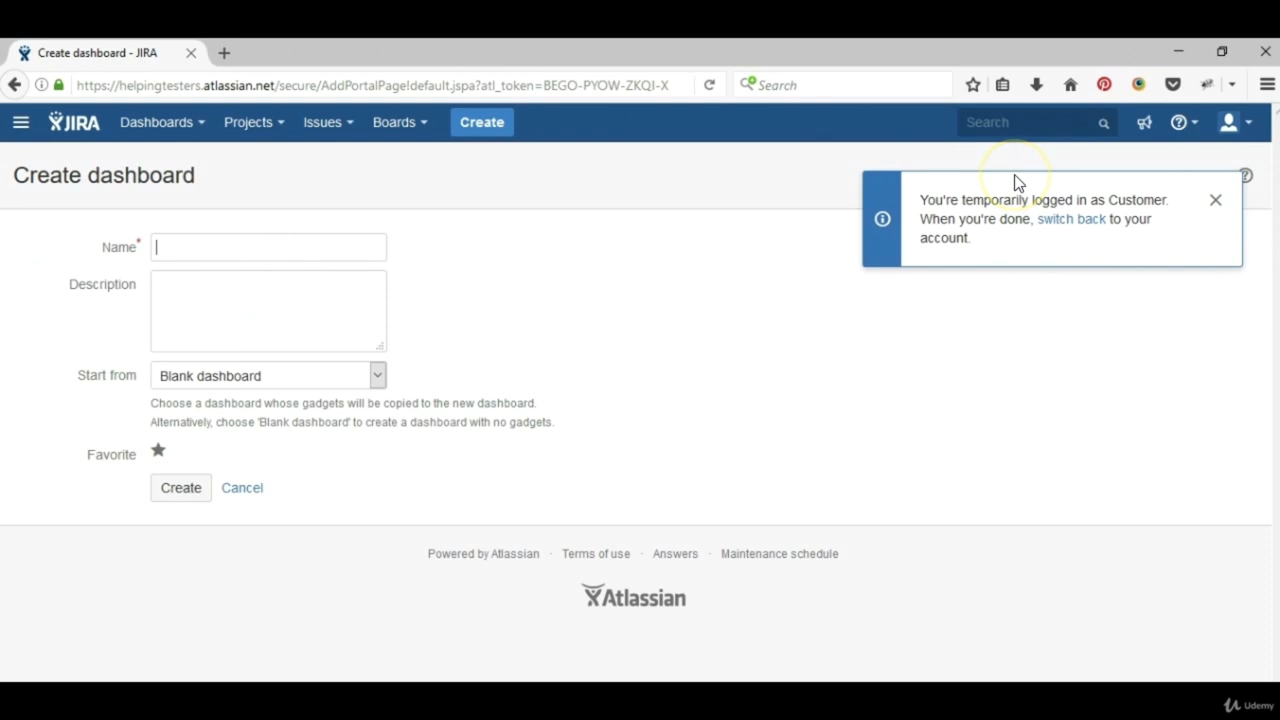 Create dashboard - JIRA
https://helpingtesters.atlassian.net/secure/AddPortalPage!default.jspa?atl_token=BEGO-PYOW-ZKQI-X
Search
JIRA Dashboards Projects Issues Boards Create Search
Create dashboard
You're temporarily logged in as Customer.
When you're done, switch back to your
account.
Name*
Description
Start from Blank dashboard
Choose a dashboard whose gadgets will be copied to the new dashboard.
Alternatively, choose 'Blank dashboard' to create a dashboard with no gadgets.
Favorite
Create Cancel
Powered by Atlassian · Terms of use · Answers · Maintenance schedule
Atlassian
Udemy